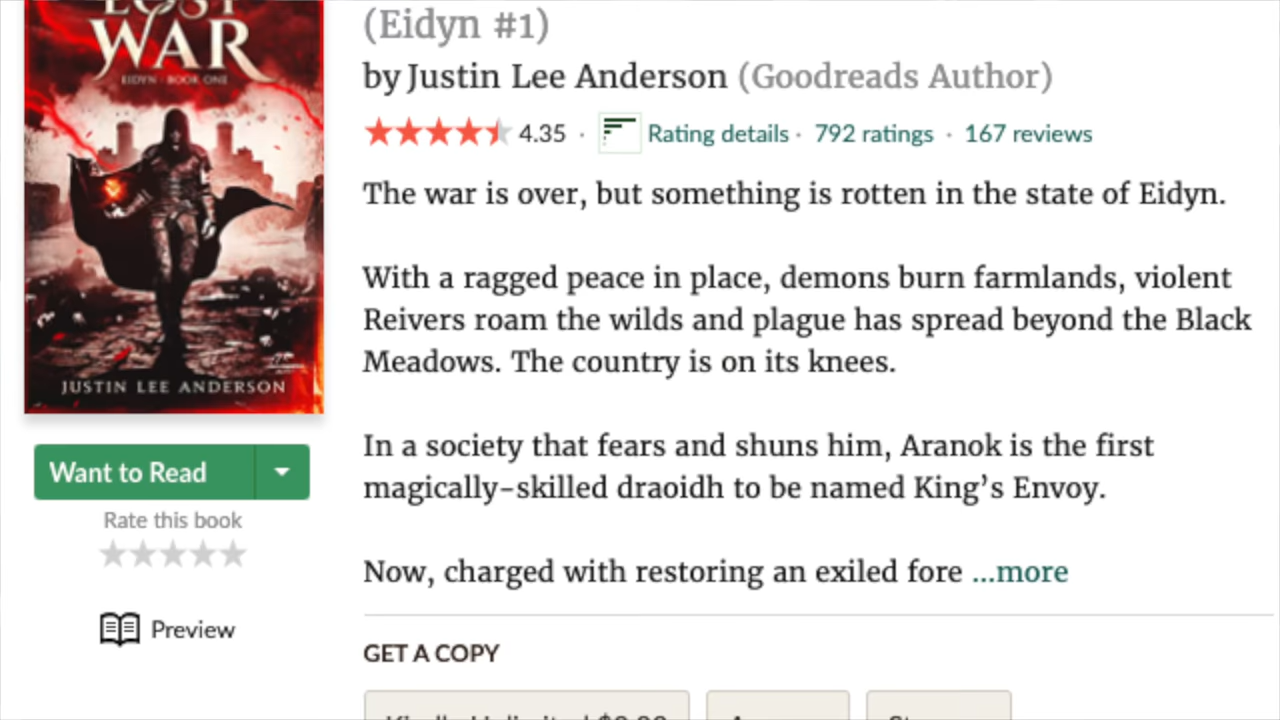 LOST
WAR
EIDYN · BOOK ONE
JUSTIN LEE ANDERSON
Want to Read
Rate this book
Preview
(Eidyn #1)
by Justin Lee Anderson (Goodreads Author)
4.35 · Rating details · 792 ratings · 167 reviews
The war is over, but something is rotten in the state of Eidyn.
With a ragged peace in place, demons burn farmlands, violent
Reivers roam the wilds and plague has spread beyond the Black
Meadows. The country is on its knees.
In a society that fears and shuns him, Aranok is the first
magically-skilled draoidh to be named King’s Envoy.
Now, charged with restoring an exiled fore ...more
GET A COPY
Kindle Unlimited